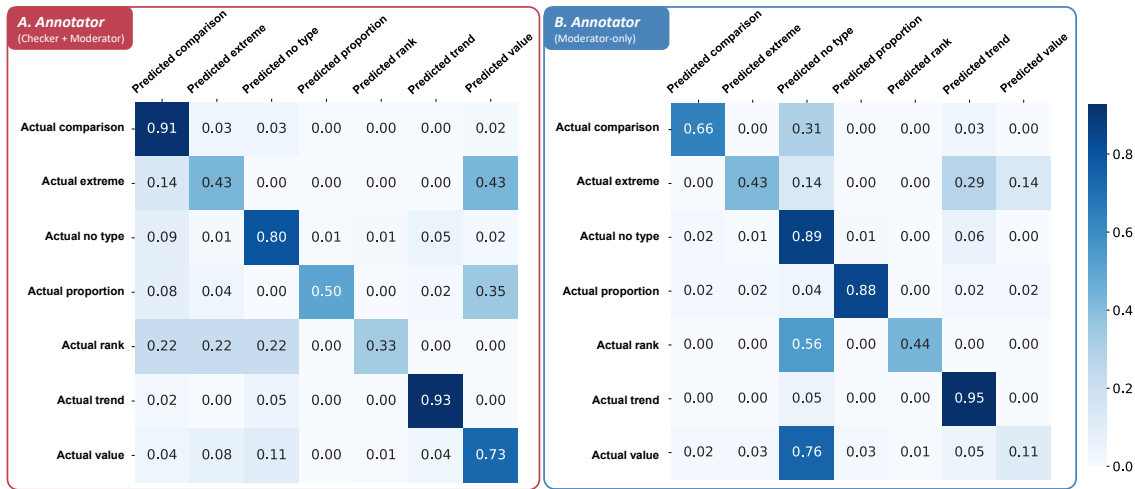 A. Annotator
(Checker + Moderator)
Predicted comparison
Predicted extreme
Predicted no type
Predicted proportion
Predicted rank
Predicted trend
Predicted value
Actual comparison 0.91 0.03 0.03 0.00 0.00 0.00 0.02
Actual extreme 0.14 0.43 0.00 0.00 0.00 0.00 0.43
Actual no type 0.09 0.01 0.80 0.01 0.01 0.05 0.02
Actual proportion 0.08 0.04 0.00 0.50 0.00 0.02 0.35
Actual rank 0.22 0.22 0.22 0.00 0.33 0.00 0.00
Actual trend 0.02 0.00 0.05 0.00 0.00 0.93 0.00
Actual value 0.04 0.08 0.11 0.00 0.01 0.04 0.73
B. Annotator
(Moderator-only)
Predicted comparison
Predicted extreme
Predicted no type
Predicted proportion
Predicted rank
Predicted trend
Predicted value
Actual comparison 0.66 0.00 0.31 0.00 0.00 0.03 0.00
Actual extreme 0.00 0.43 0.14 0.00 0.00 0.29 0.14
Actual no type 0.02 0.01 0.89 0.01 0.00 0.06 0.00
Actual proportion 0.02 0.02 0.04 0.88 0.00 0.02 0.02
Actual rank 0.00 0.00 0.56 0.00 0.44 0.00 0.00
Actual trend 0.00 0.00 0.05 0.00 0.00 0.95 0.00
Actual value 0.02 0.03 0.76 0.03 0.01 0.05 0.11
0.8
0.6
0.4
0.2
0.0